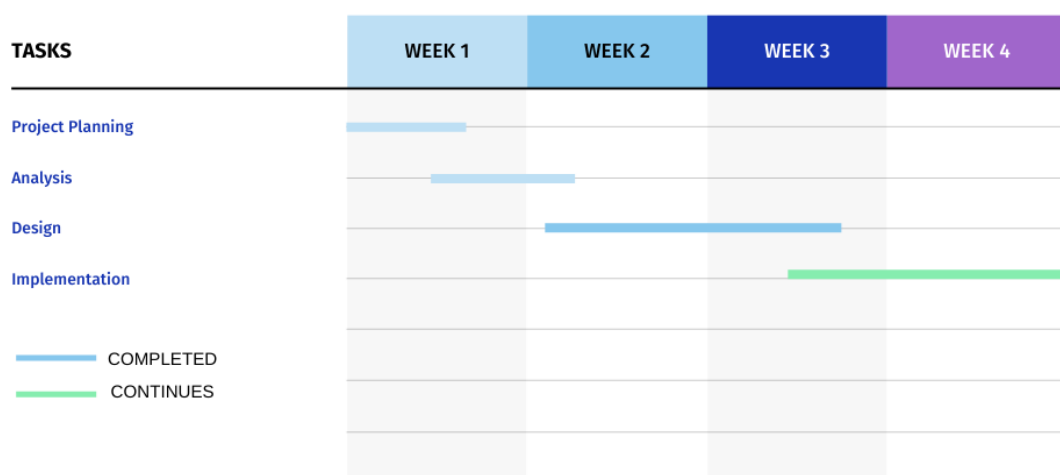 TASKS WEEK 1 WEEK 2 WEEK 3 WEEK 4
Project Planning
Analysis
Design
Implementation
COMPLETED
CONTINUES